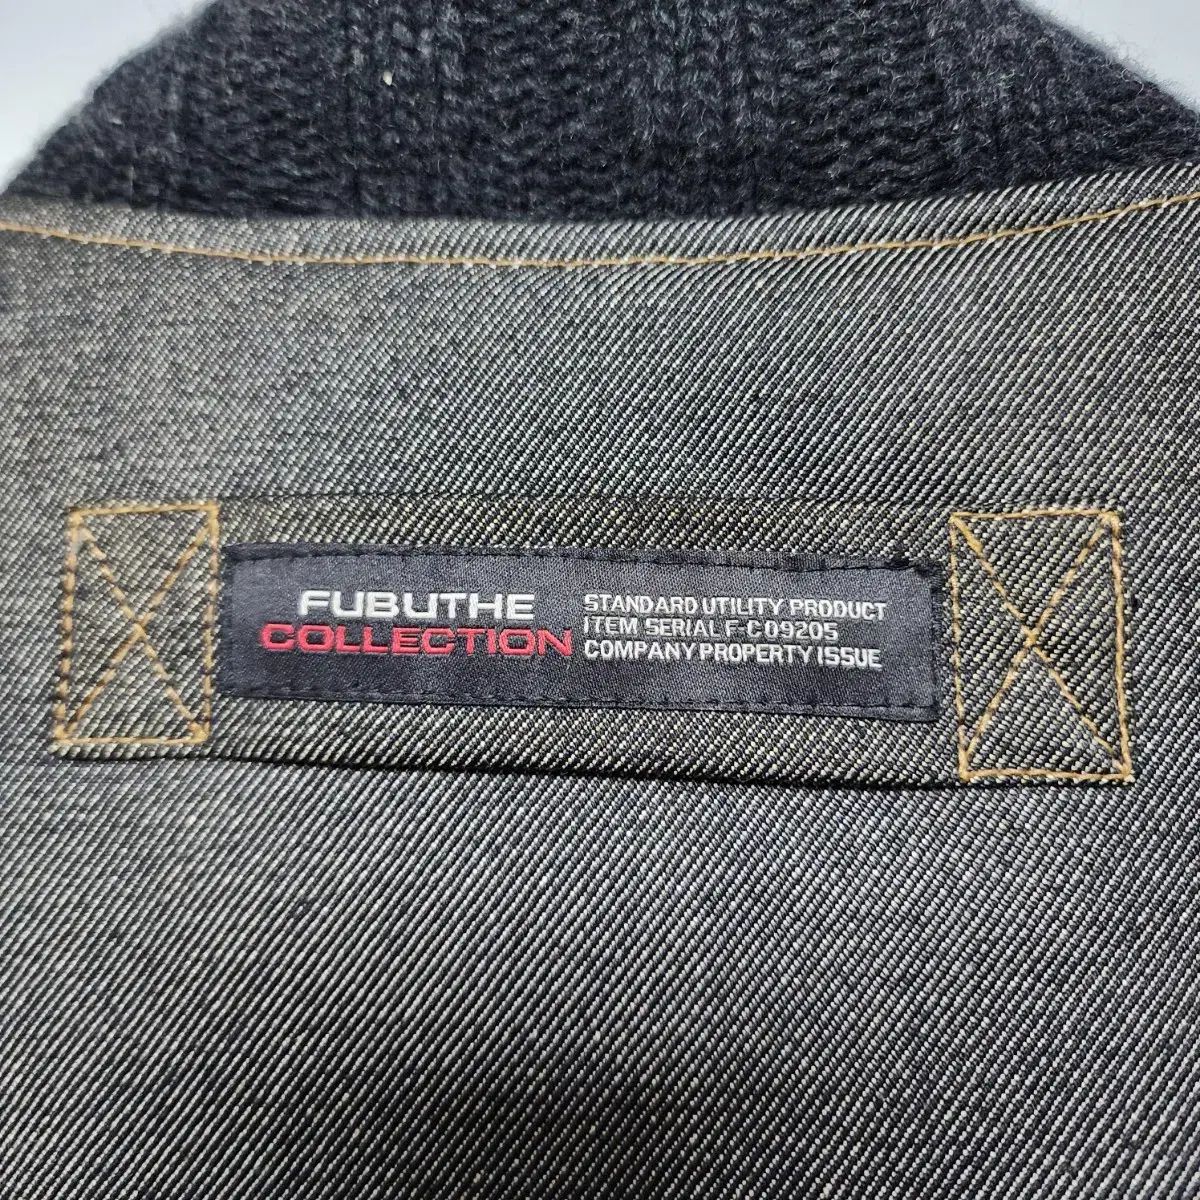 FUBUTHE
COLLECTION
STANDARD UTILITY PRODUCT
ITEM SERIAL F-C09205
COMPANY PROPERTY ISSUE